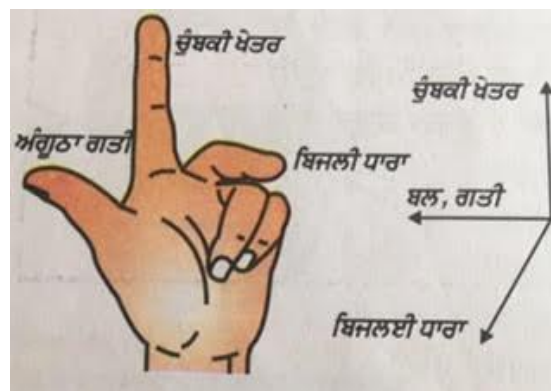 ਚੁੰਬਕੀ ਖੇਤਰ
ਚੁੰਬਕੀ ਖੇਤਰ
ਅੰਗੂਠਾ ਗਤੀ
ਬਿਜਲੀ ਧਾਰਾ
ਬਲ, ਗਤੀ
ਬਿਜਲਈ ਧਾਰਾ